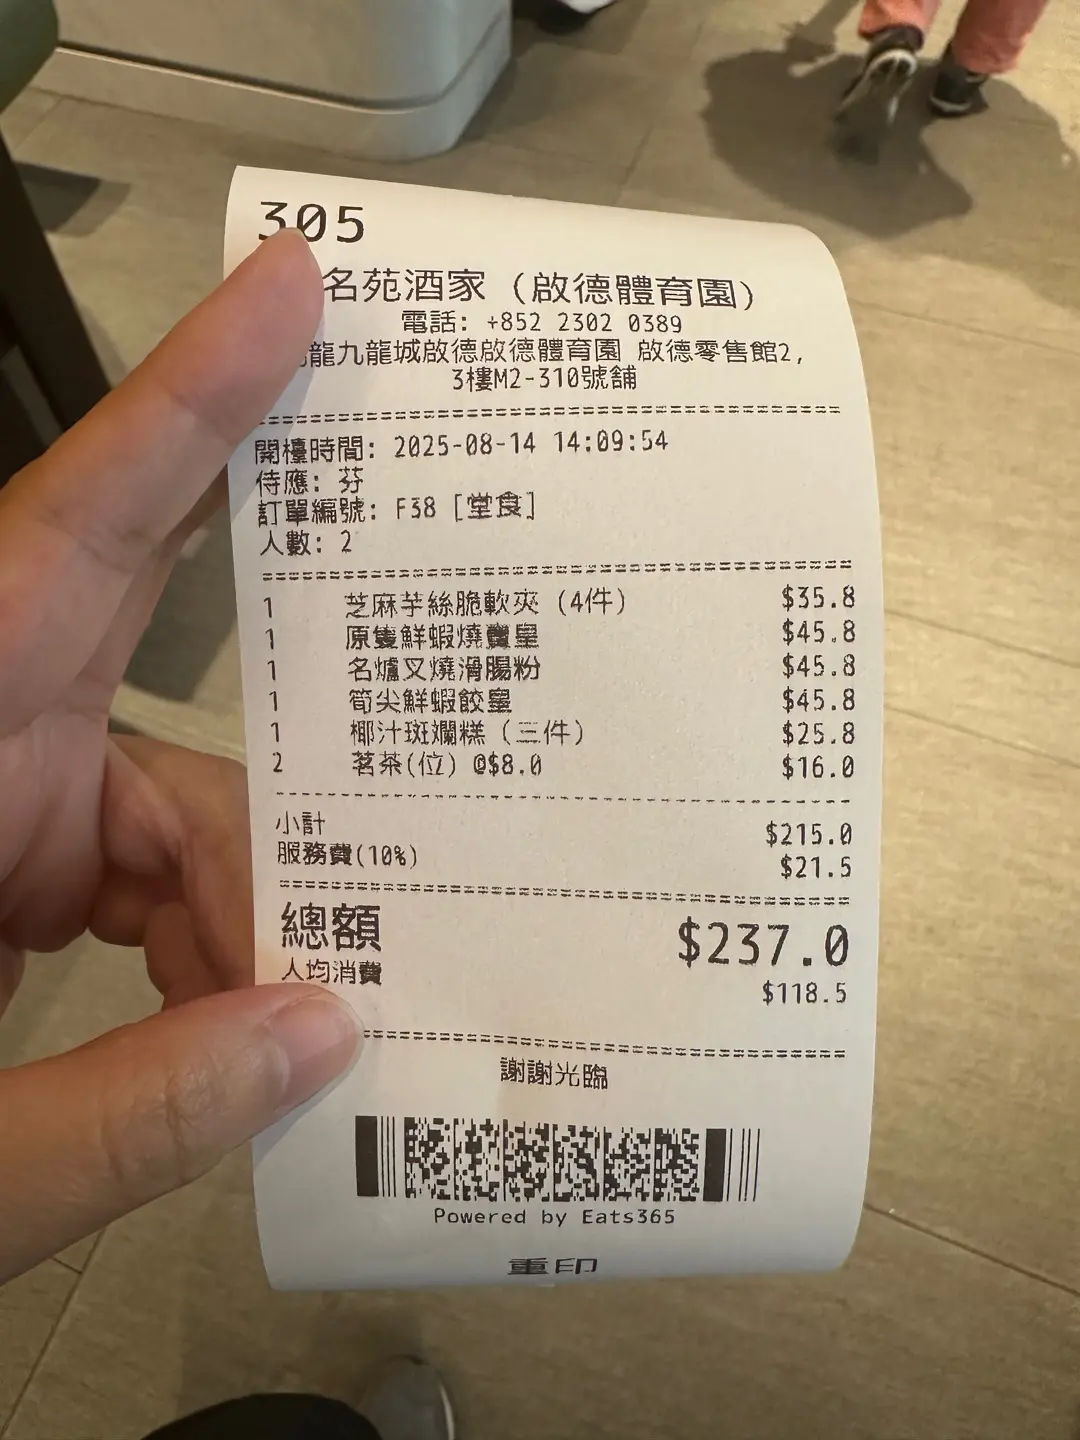 305
名苑酒家 (啟德體育園)
電話: +852 2302 0389
龍九龍城啟德啟德體育園 啟德零售館2,
3樓M2-310號舖
開檯時間: 2025-08-14 14:09:54
侍應: 芬
訂單編號: F38 [堂食]
人數: 2
1 芝麻芋絲脆軟夾 (4件) $35.8
1 原隻鮮蝦燒賣皇 $45.8
1 名爐叉燒滑腸粉 $45.8
1 筍尖鮮蝦餃皇 $45.8
1 椰汁斑斕糕 (三件) $25.8
2 茗茶(位) @$8.0 $16.0
小計 $215.0
服務費(10%) $21.5
總額 $237.0
人均消費 $118.5
謝謝光臨
Powered by Eats365
重印